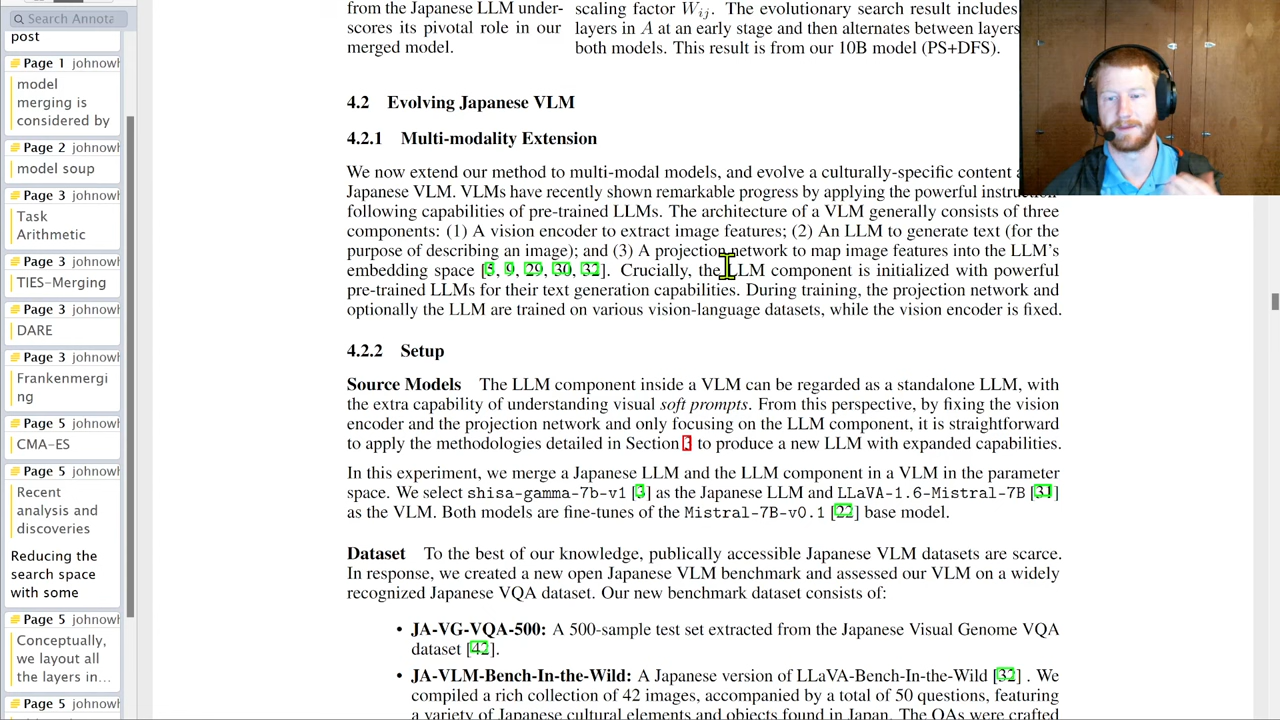 Search Annota
post
Page 1 johnowh
model
merging is
considered by
Page 2 johnowh
model soup
Page 3 johnowh
Task
Arithmetic
Page 3 johnowh
TIES-Merging
Page 3 johnowh
DARE
Page 3 johnowh
Frankenmergi
ng
Page 5 johnowh
CMA-ES
Page 5 johnowh
Recent
analysis and
discoveries
Reducing the
search space
with some
Page 5 johnowh
Conceptually,
we layout all
the layers in...
Page 5 johnowh
from the Japanese LLM under-
scores its pivotal role in our
merged model.
scaling factor Wij. The evolutionary search result includes
layers in A at an early stage and then alternates between layers
both models. This result is from our 10B model (PS+DFS).
4.2 Evolving Japanese VLM
4.2.1 Multi-modality Extension
We now extend our method to multi-modal models, and evolve a culturally-specific content
Japanese VLM. VLMs have recently shown remarkable progress by applying the powerful instruction-
following capabilities of pre-trained LLMs. The architecture of a VLM generally consists of three
components: (1) A vision encoder to extract image features; (2) An LLM to generate text (for the
purpose of describing an image); and (3) A projection network to map image features into the LLM's
embedding space [5, 9, 29, 30, 32]. Crucially, the LLM component is initialized with powerful
pre-trained LLMs for their text generation capabilities. During training, the projection network and
optionally the LLM are trained on various vision-language datasets, while the vision encoder is fixed.
4.2.2 Setup
Source Models The LLM component inside a VLM can be regarded as a standalone LLM, with
the extra capability of understanding visual soft prompts. From this perspective, by fixing the vision
encoder and the projection network and only focusing on the LLM component, it is straightforward
to apply the methodologies detailed in Section 3 to produce a new LLM with expanded capabilities.
In this experiment, we merge a Japanese LLM and the LLM component in a VLM in the parameter
space. We select shisa-gamma-7b-v1 [3] as the Japanese LLM and LLaVA-1.6-Mistral-7B [31]
as the VLM. Both models are fine-tunes of the Mistral-7B-v0.1 [22] base model.
Dataset To the best of our knowledge, publically accessible Japanese VLM datasets are scarce.
In response, we created a new open Japanese VLM benchmark and assessed our VLM on a widely
recognized Japanese VQA dataset. Our new benchmark dataset consists of:
• JA-VG-VQA-500: A 500-sample test set extracted from the Japanese Visual Genome VQA
dataset [42].
• JA-VLM-Bench-In-the-Wild: A Japanese version of LLaVA-Bench-In-the-Wild [32] . We
compiled a rich collection of 42 images, accompanied by a total of 50 questions, featuring
a variety of Japanese cultural elements and objects found in Japan. The QAs were crafted